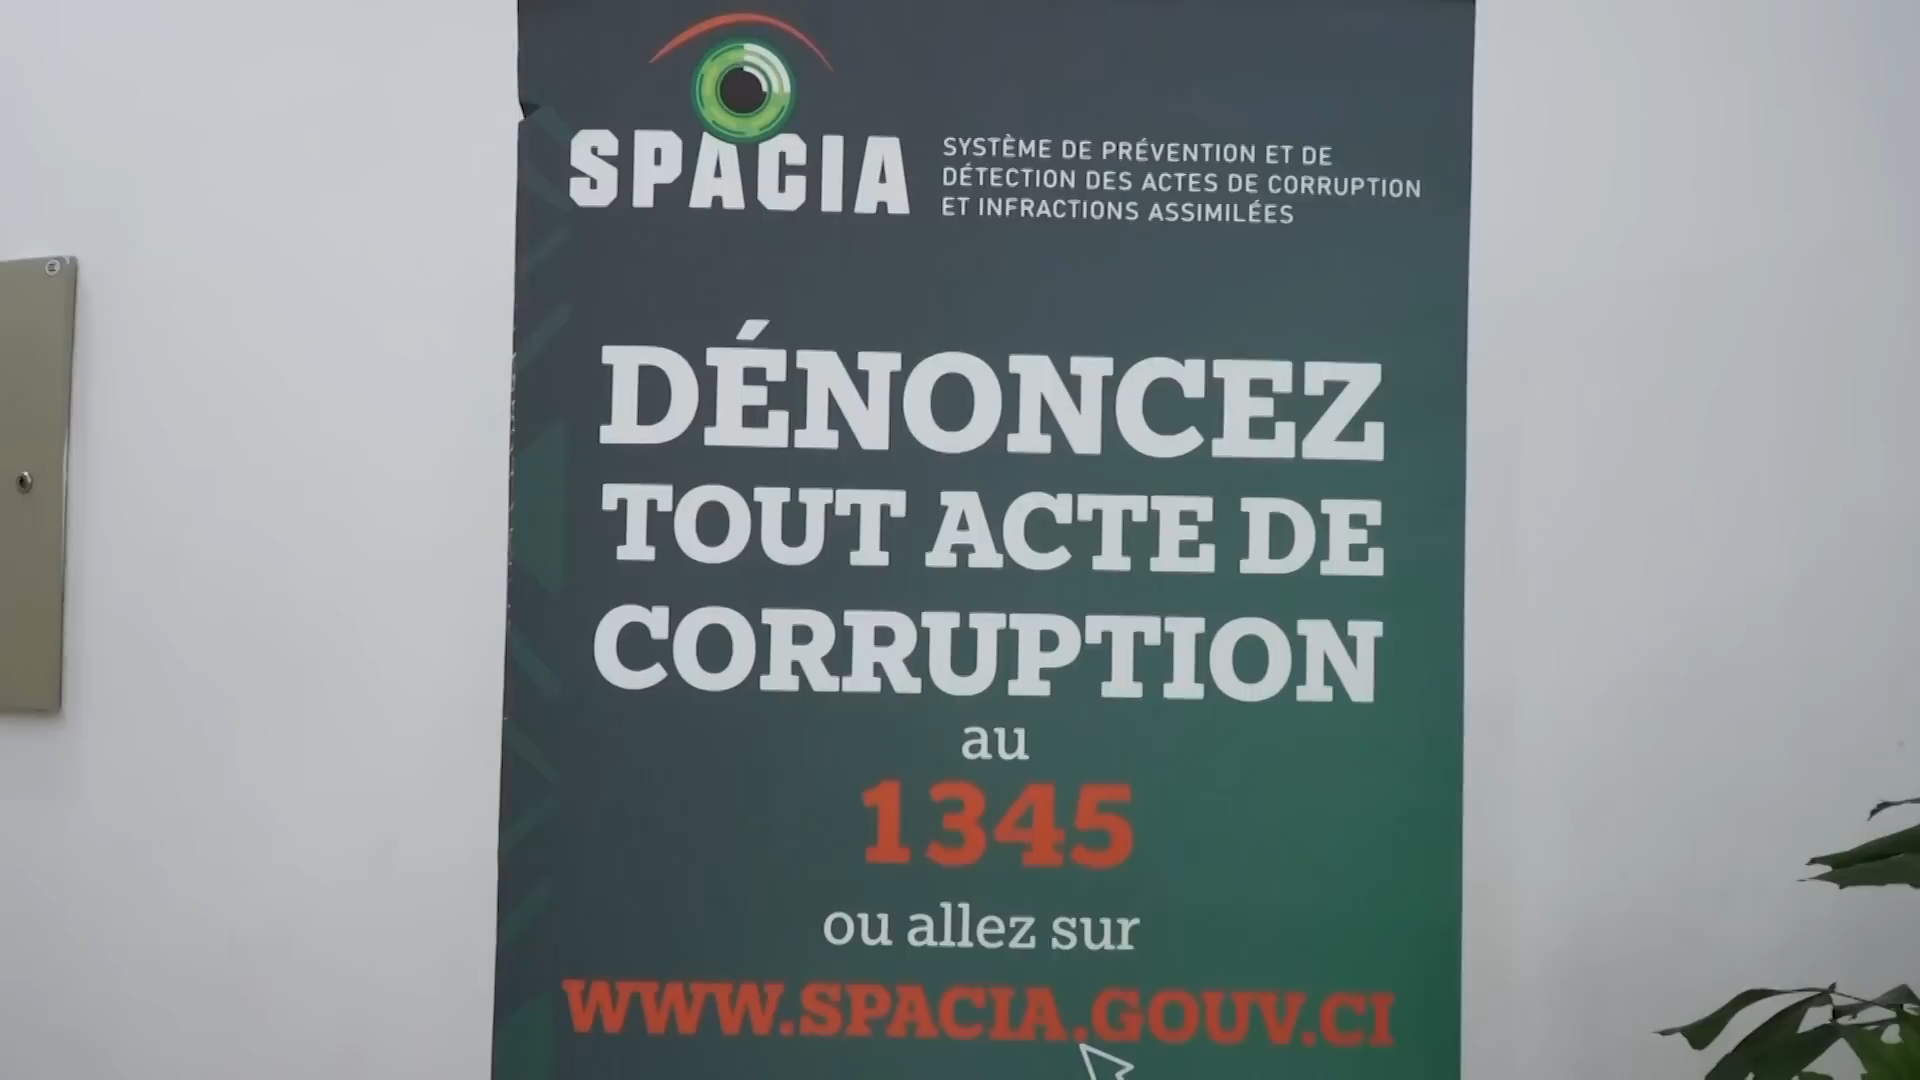 SPACIA
SYSTÈME DE PRÉVENTION ET DE
DÉTECTION DES ACTES DE CORRUPTION
ET INFRACTIONS ASSIMILÉES
DÉNONCEZ
TOUT ACTE DE
CORRUPTION
au
1345
ou allez sur
WWW.SPACIA.GOUV.CI